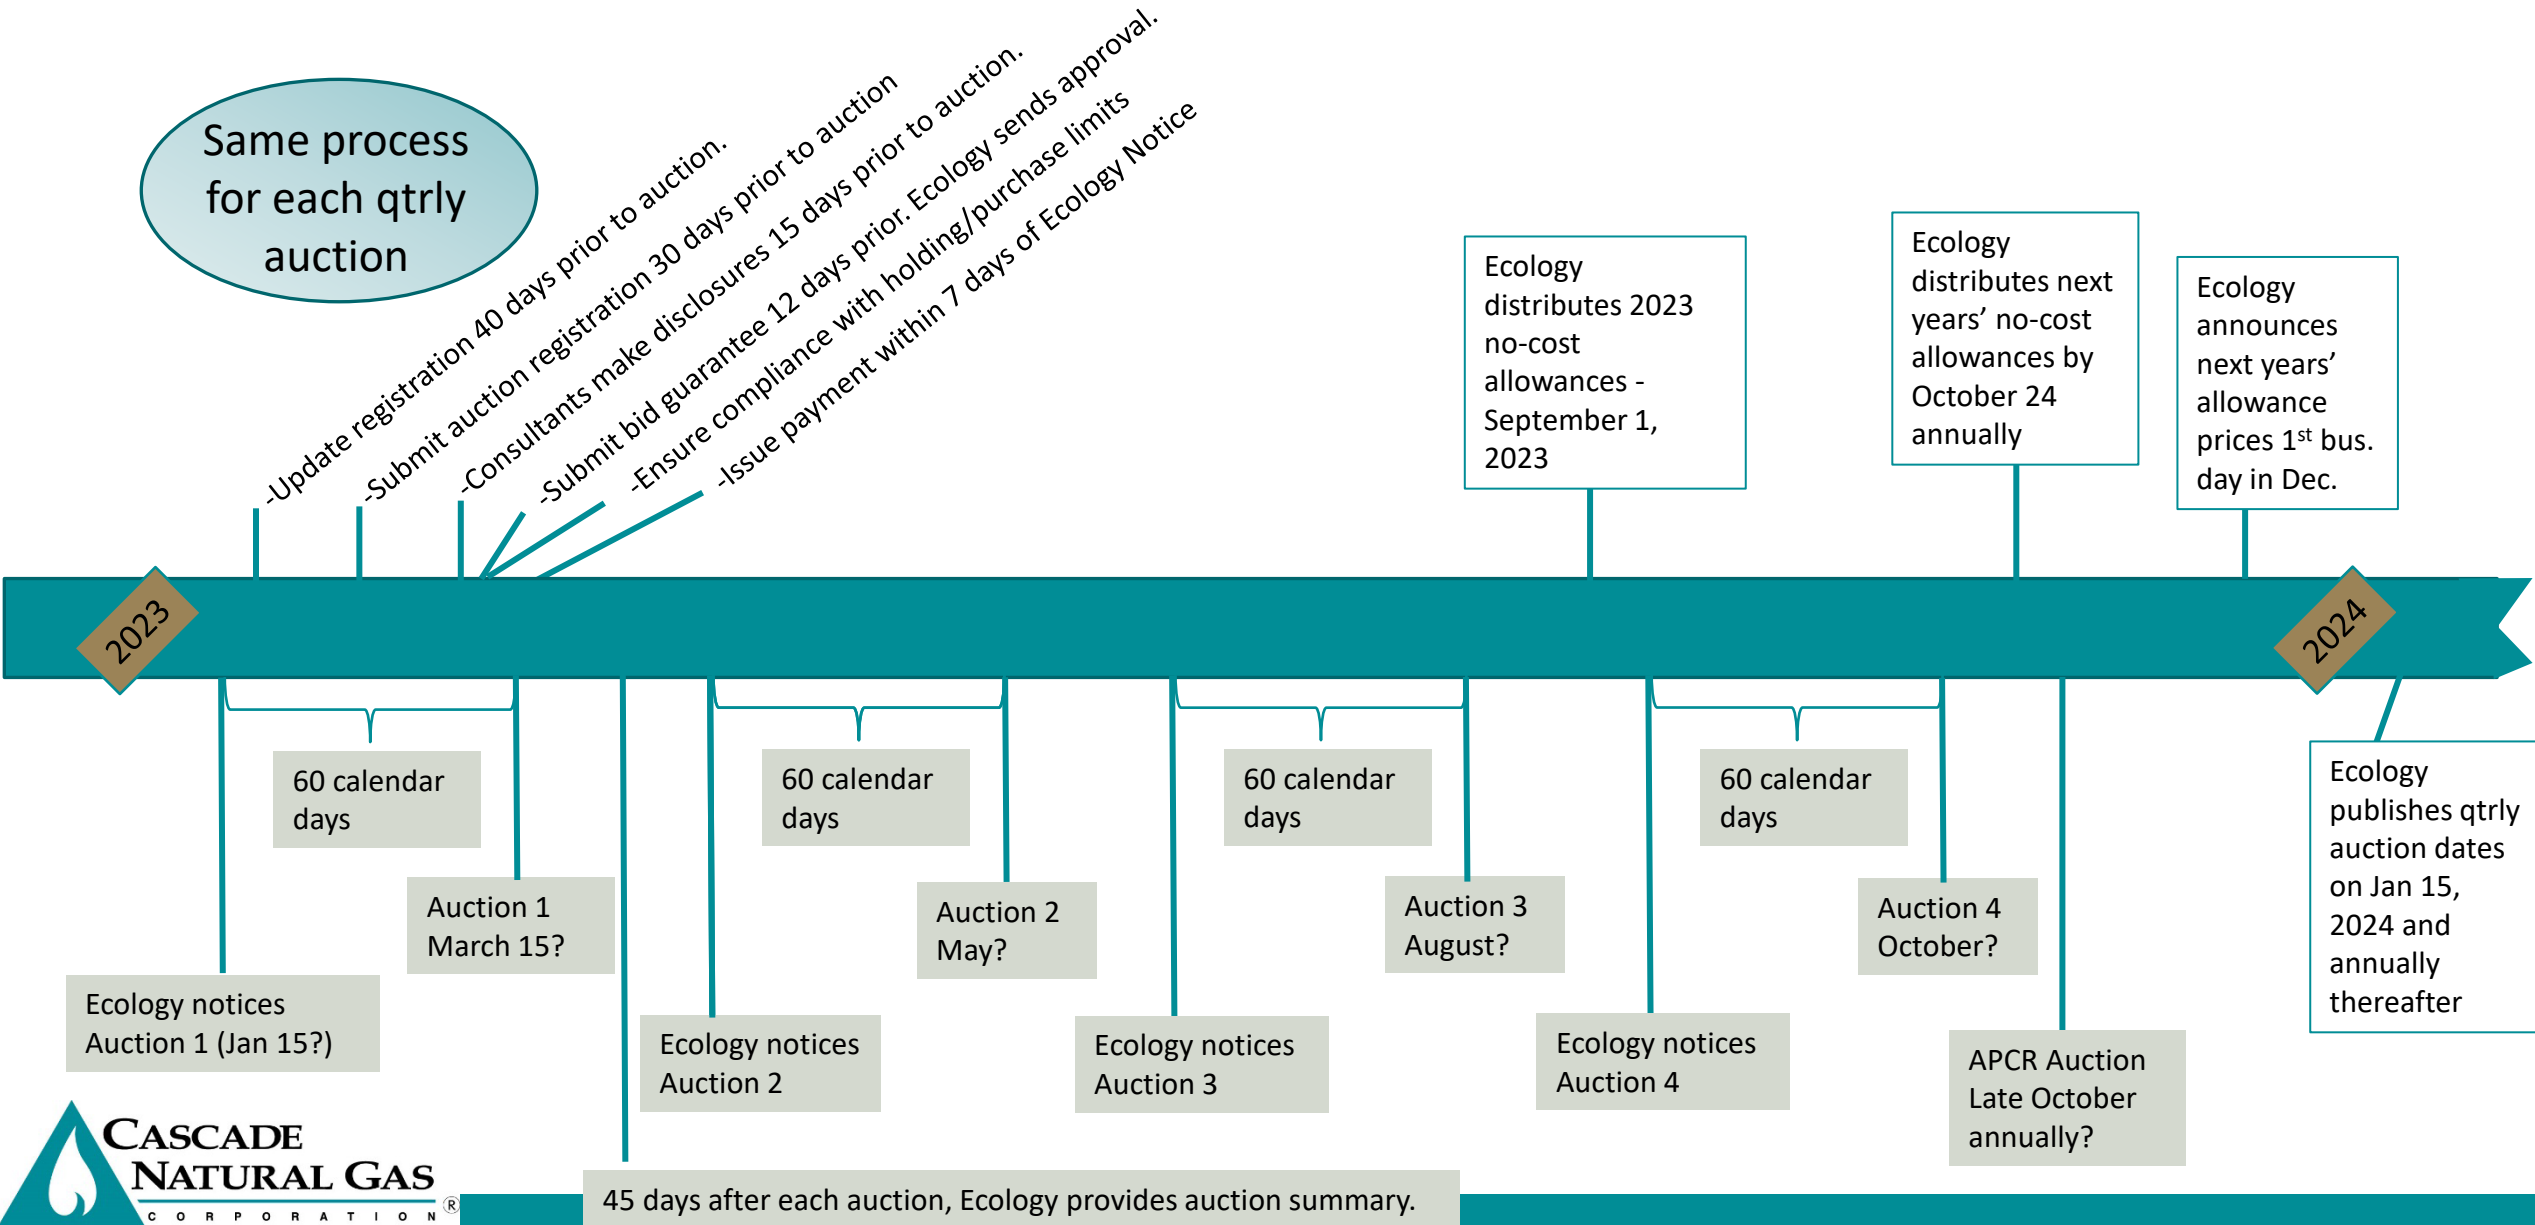 Same process
for each qtrly
auction
-Update registration 40 days prior to auction.
-Submit auction registration 30 days prior to auction
-Consultants make disclosures 15 days prior to auction.
-Submit bid guarantee 12 days prior. Ecology sends approval.
-Ensure compliance with holding/purchase limits
-Issue payment within 7 days of Ecology Notice
Ecology
distributes 2023
no-cost
allowances -
September 1,
2023
Ecology
distributes next
years’ no-cost
allowances by
October 24
annually
Ecology
announces
next years’
allowance
prices 1st bus.
day in Dec.
2023
2024
60 calendar
days
60 calendar
days
60 calendar
days
60 calendar
days
Auction 1
March 15?
Auction 2
May?
Auction 3
August?
Auction 4
October?
Ecology notices
Auction 1 (Jan 15?)
Ecology notices
Auction 2
Ecology notices
Auction 3
Ecology notices
Auction 4
APCR Auction
Late October
annually?
Ecology
publishes qtrly
auction dates
on Jan 15,
2024 and
annually
thereafter
45 days after each auction, Ecology provides auction summary.
CASCADE
NATURAL GAS
CORPORATION®